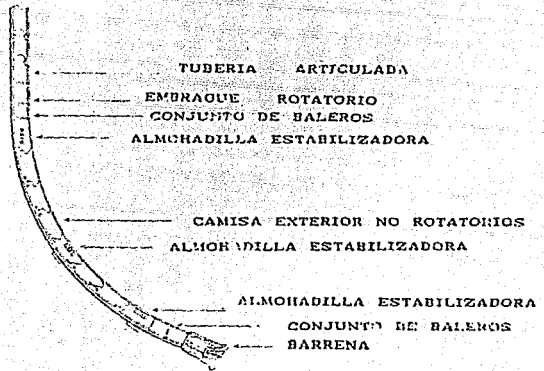 TUBERIA ARTICULADA
EMBRAGUE ROTATORIO
CONJUNTO DE BALEROS
ALMOHADILLA ESTABILIZADORA
CAMISA EXTERIOR NO ROTATORIOS
ALMOHADILLA ESTABILIZADORA
ALMOHADILLA ESTABILIZADORA
CONJUNTO DE BALEROS
BARRENA